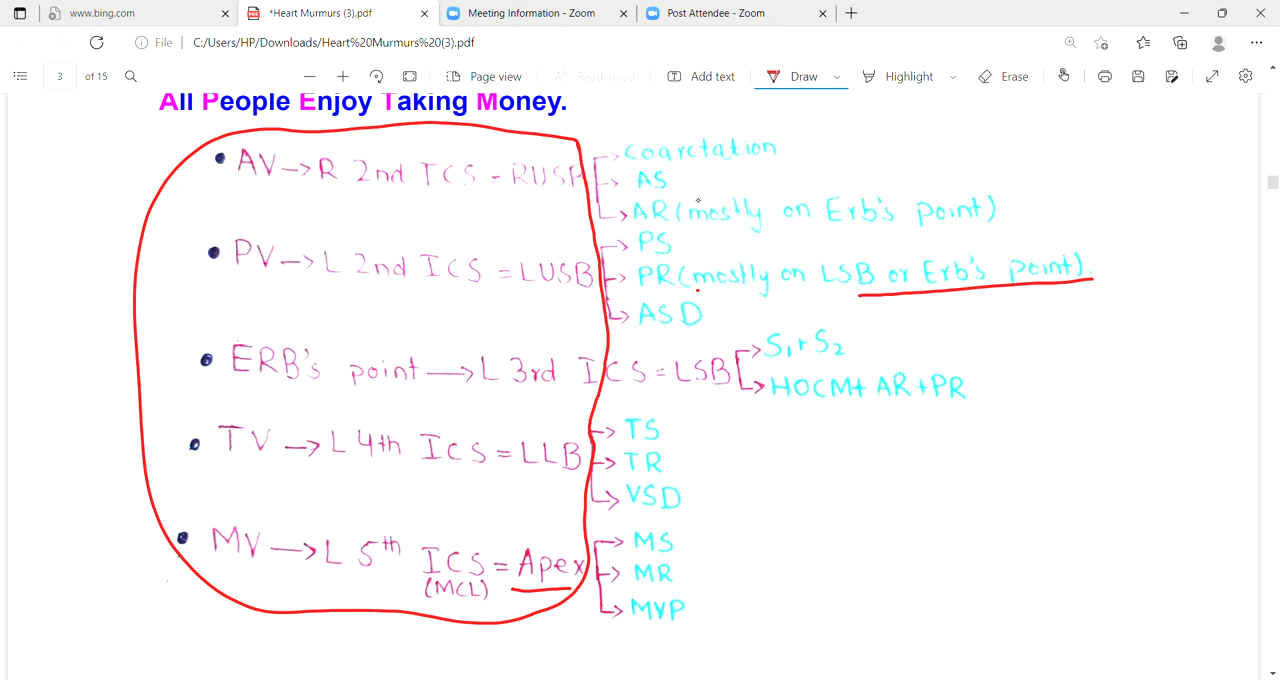 www.bing.com
*Heart Murmurs (3).pdf
Meeting Information - Zoom
Post Attendee - Zoom
File
C:/Users/HP/Downloads/Heart%20Murmurs%20(3).pdf
3 of 15
Page view
Read aloud
Add text
Draw
Highlight
Erase
All People Enjoy Taking Money.
• AV → R 2nd ICS = RUSB
→ Coarctation
→ AS
→ AR (mostly on Erb's point)
• PV → L 2nd ICS = LUSB
→ PS
→ PR (mostly on LSB or Erb's point)
→ ASD
• ERB's point → L 3rd ICS = LSB
→ S1+S2
→ HOCM+ AR+PR
• TV → L 4th ICS = LLB
→ TS
→ TR
→ VSD
• MV → L 5th ICS = Apex
(MCL)
→ MS
→ MR
→ MVP